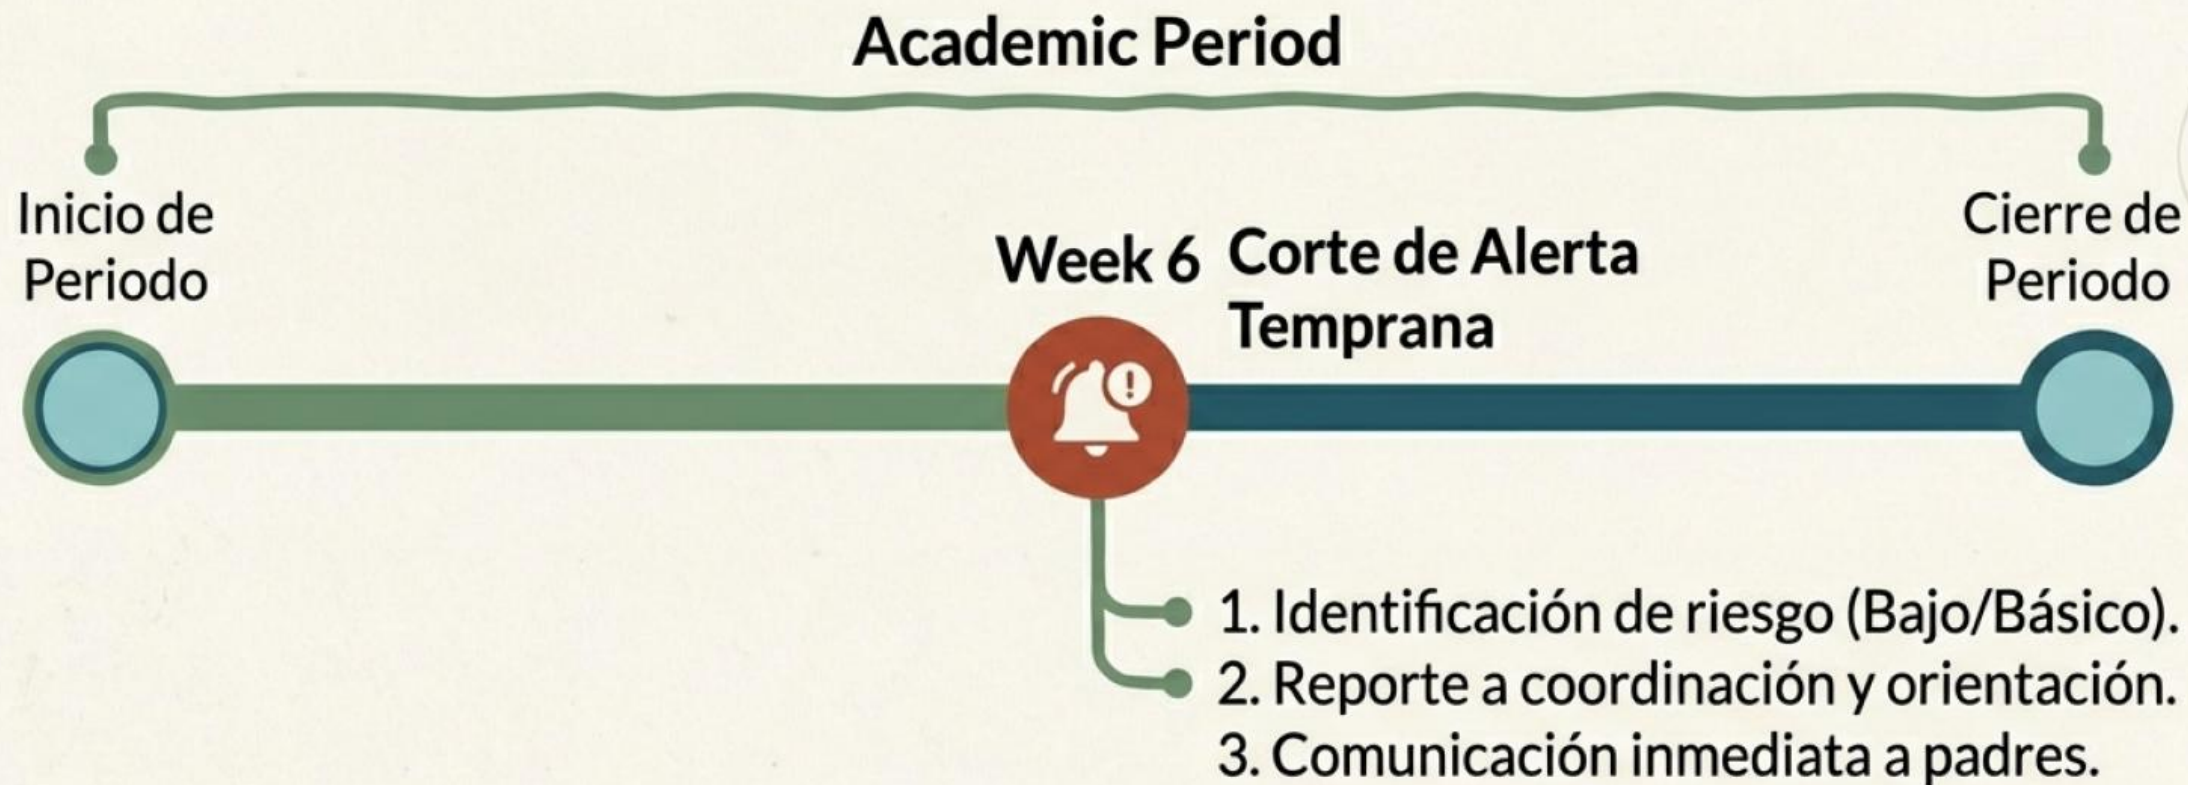 Academic Period
Inicio de
Periodo
Cierre de
Periodo
Week 6
Corte de Alerta
Temprana
1. Identificación de riesgo (Bajo/Básico).
2. Reporte a coordinación y orientación.
3. Comunicación inmediata a padres.